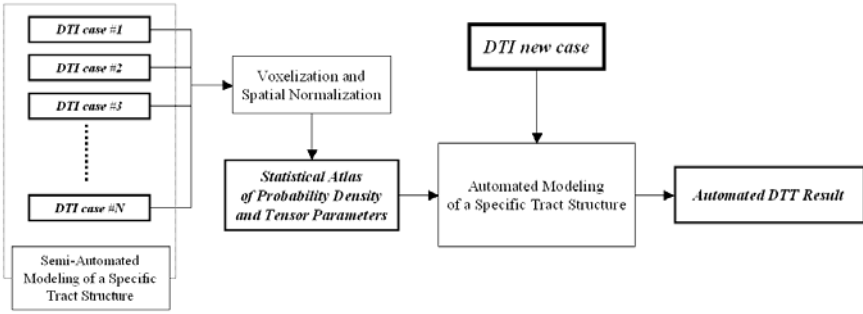 DTI case #1
DTI case #2
DTI case #3
DTI case #N
Semi-Automated
Modeling of a Specific
Tract Structure
Voxelization and
Spatial Normalization
Statistical Atlas
of Probability Density
and Tensor Parameters
DTI new case
Automated Modeling
of a Specific Tract Structure
Automated DTT Result